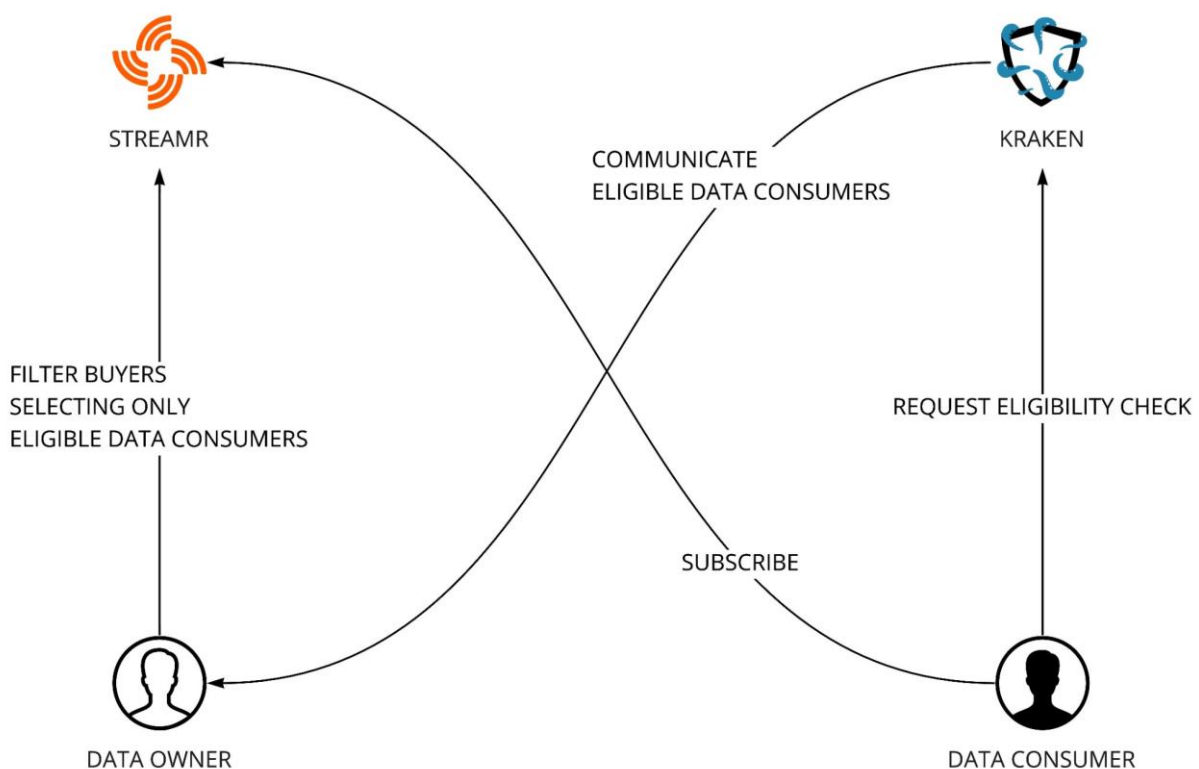 STREAMR
KRAKEN
COMMUNICATE
ELIGIBLE DATA CONSUMERS
FILTER BUYERS
SELECTING ONLY
ELIGIBLE DATA CONSUMERS
REQUEST ELIGIBILITY CHECK
SUBSCRIBE
DATA OWNER
DATA CONSUMER